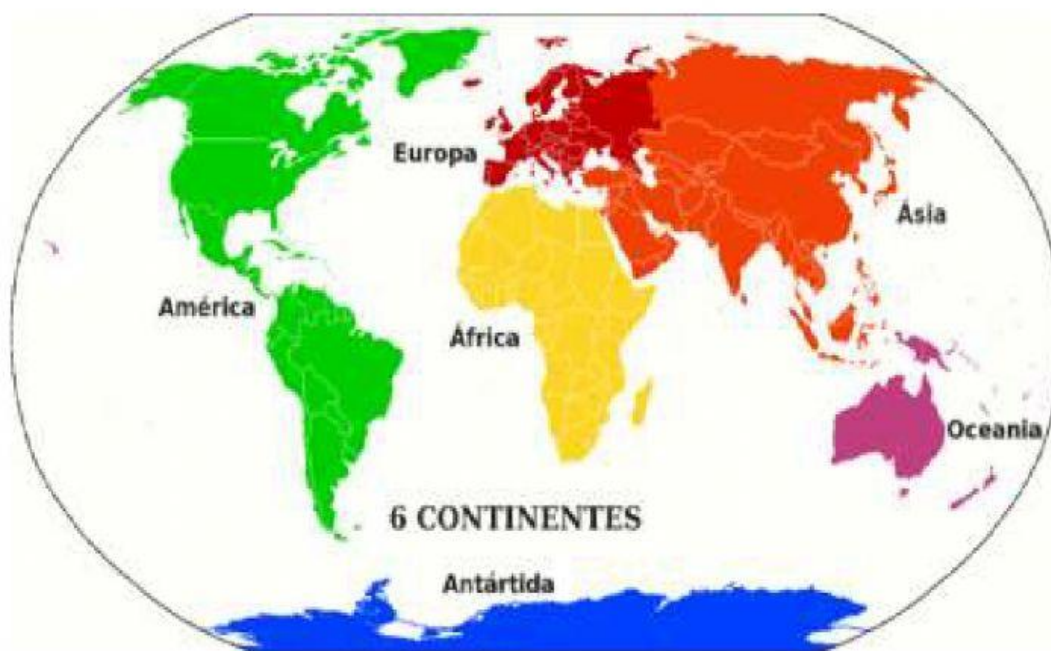 Europa
Ásia
América
África
Oceania
6 CONTINENTES
Antártida